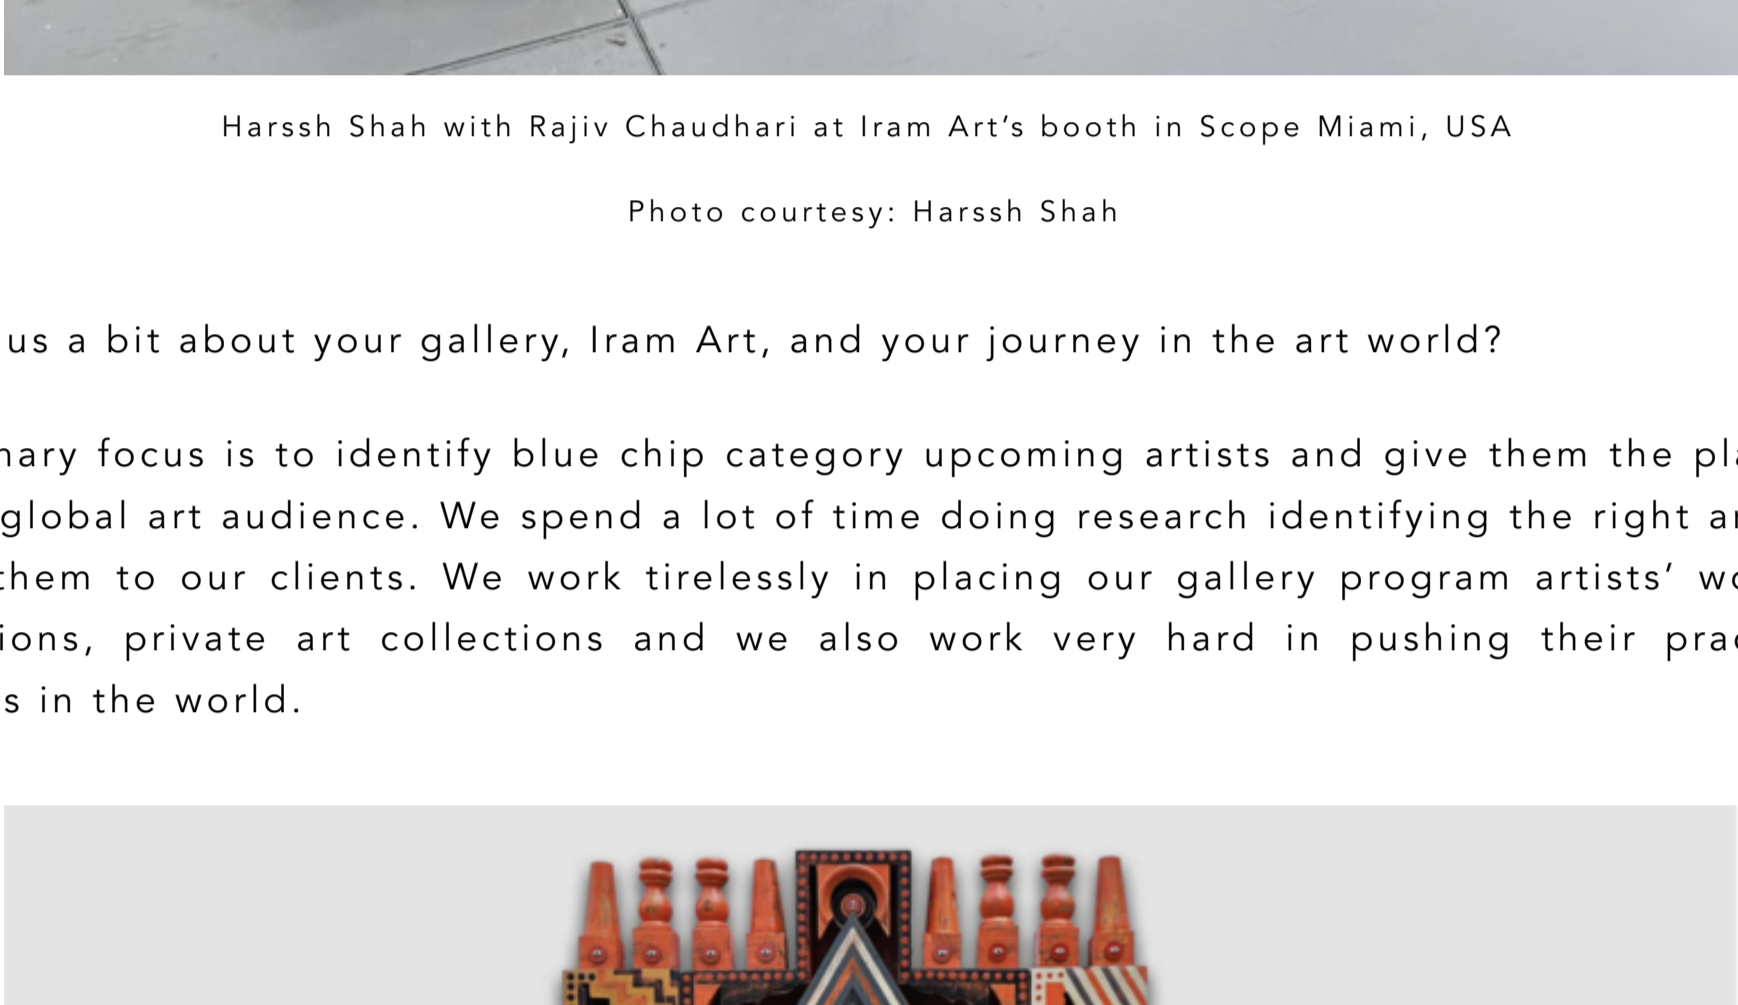 Harssh Shah with Rajiv Chaudhari at Iram Art’s booth in Scope Miami, USA
Photo courtesy: Harssh Shah
us a bit about your gallery, Iram Art, and your journey in the art world?
focus is to identify blue chip category upcoming artists and give them the
global art audience. We spend a lot of time doing research identifying the right
them to our clients. We work tirelessly in placing our gallery program artists’
private art collections and we also work very hard in pushing their
in the world.